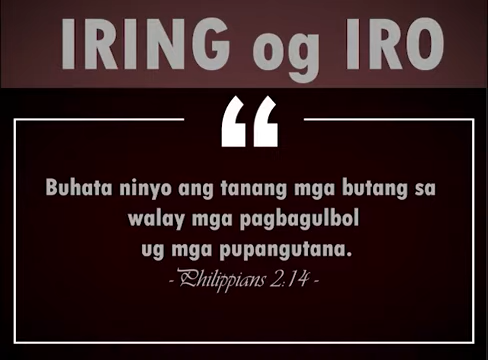 IRING og IRO
“
Buhata ninyo ang tanang mga butang sa
walay mga pagbagulbol
ug mga pupangutana.
- Philippians 2:14 -